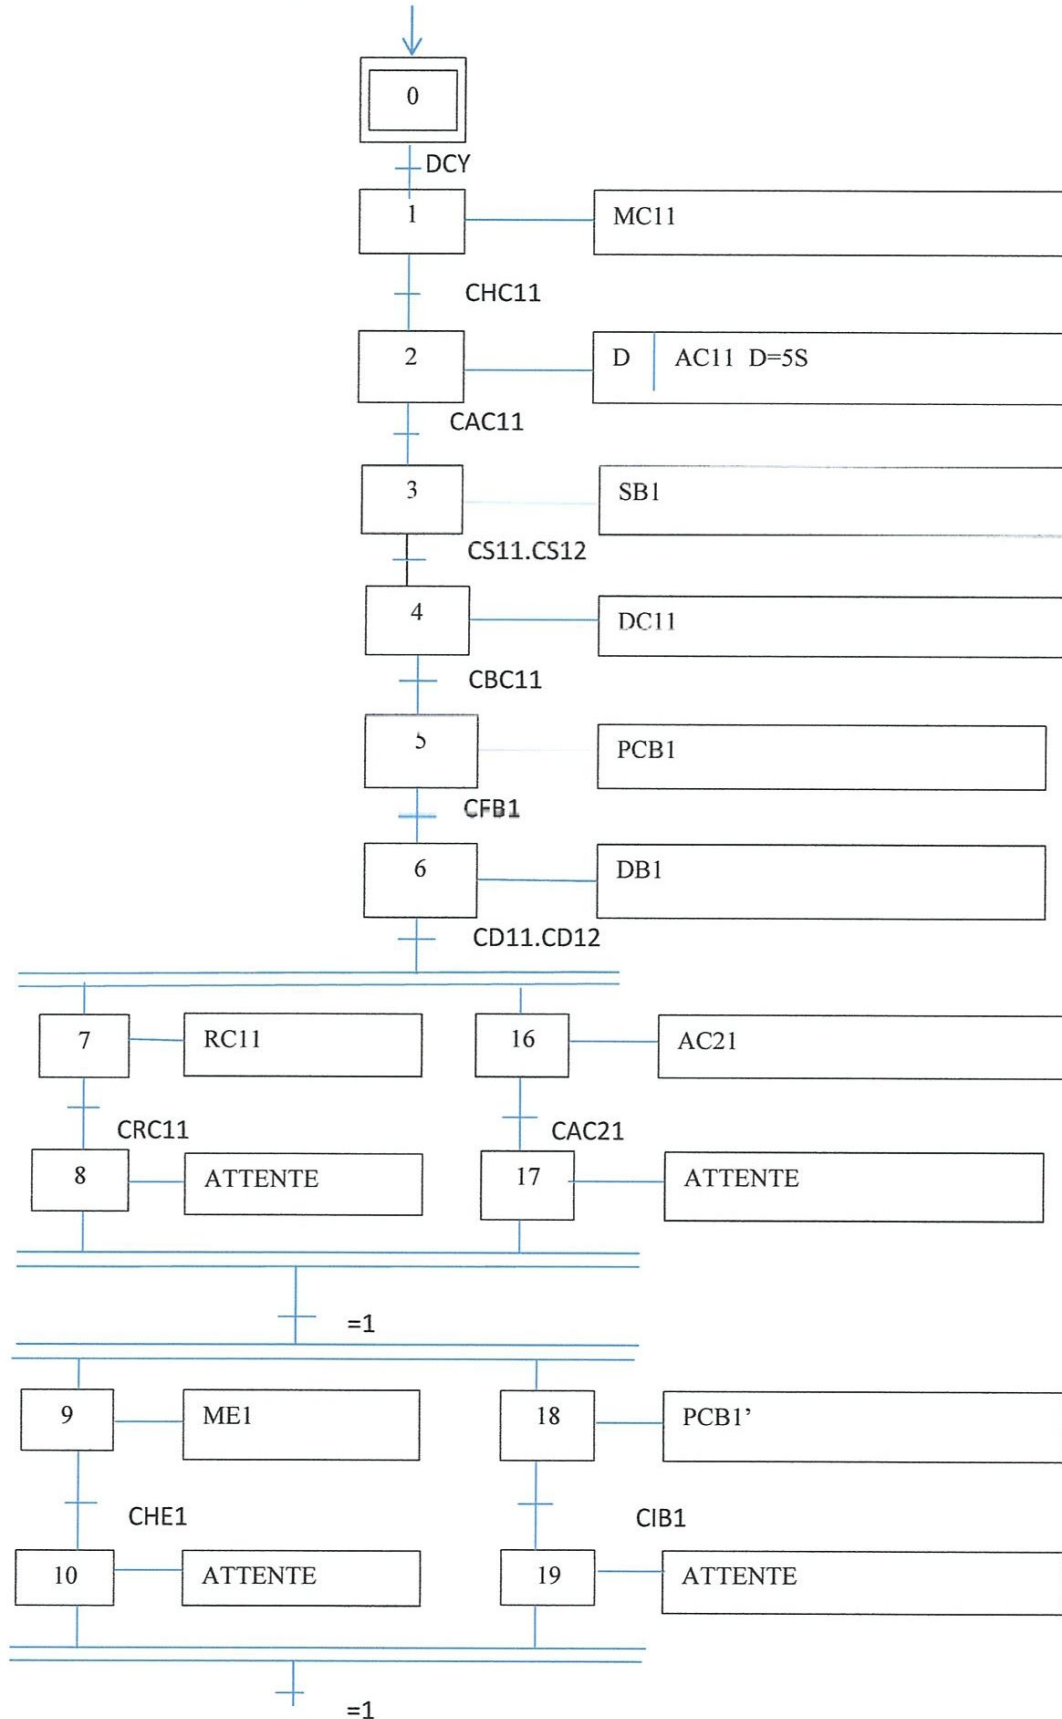 0
DCY
1 MC11
CHC11
2 D AC11 D=5S
CAC11
3 SB1
CS11.CS12
4 DC11
CBC11
5 PCB1
CFB1
6 DB1
CD11.CD12
7 RC11 16 AC21
CRC11 CAC21
8 ATTENTE 17 ATTENTE
=1
9 ME1 18 PCB1’
CHE1 CIB1
10 ATTENTE 19 ATTENTE
=1